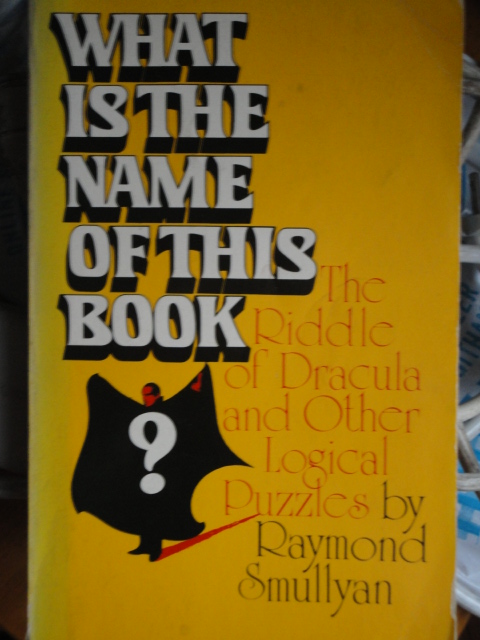 WHAT
IS THE
NAME
OF THIS
BOOK
The
Riddle
of Dracula
and Other
Logical
Puzzles by
Raymond
Smullyan
?